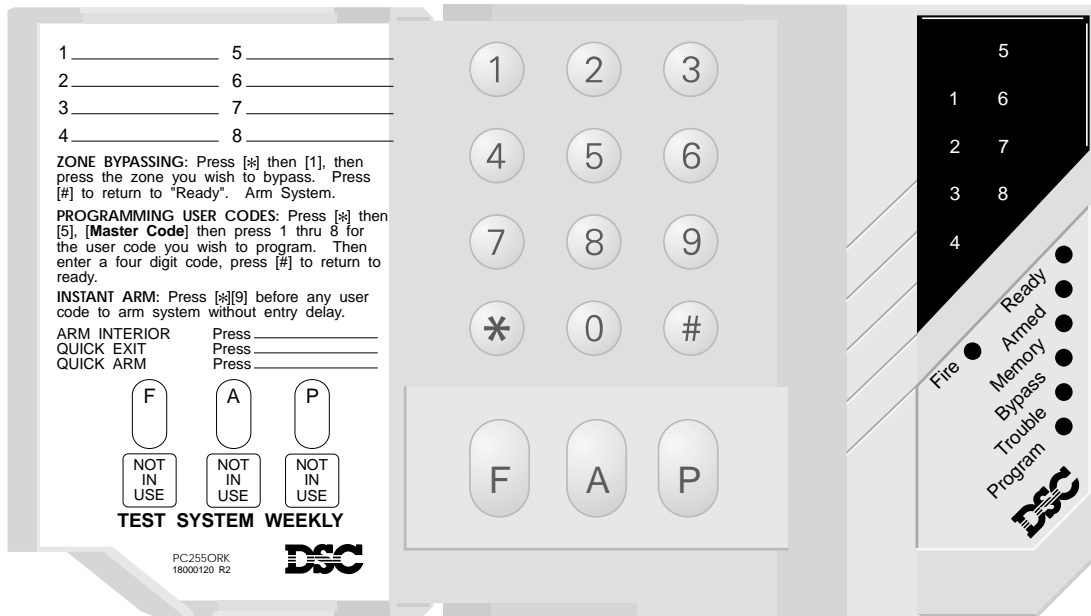 1 5
2 6
3 7
4 8
ZONE BYPASSING: Press [*] then [1], then
press the zone you wish to bypass. Press
[#] to return to "Ready". Arm System.
PROGRAMMING USER CODES: Press [*] then
[5], [Master Code] then press 1 thru 8 for
the user code you wish to program. Then
enter a four digit code, press [#] to return to
ready.
INSTANT ARM: Press [*][9] before any user
code to arm system without entry delay.
ARM INTERIOR Press
QUICK EXIT Press
QUICK ARM Press
F A P
NOT IN USE NOT IN USE NOT IN USE
TEST SYSTEM WEEKLY
PC255ORK
18000120 R2
DSC
1 2 3
4 5 6
7 8 9
* 0 #
F A P
5
1 6
2 7
3 8
4
Ready
Armed
Memory
Bypass
Trouble
Program
Fire
DSC